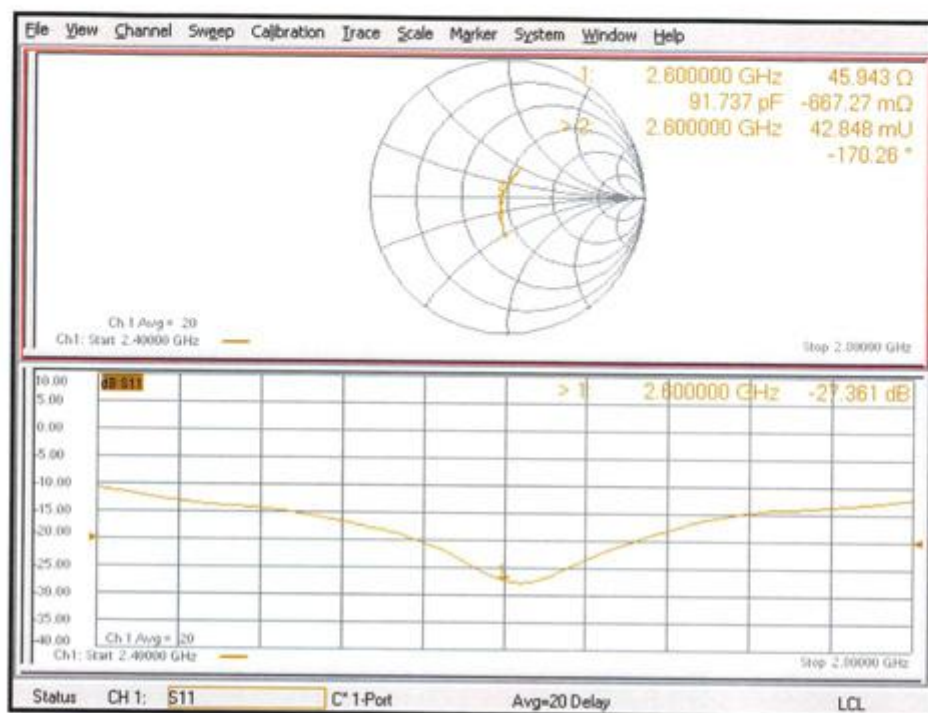 File View Channel Sweep Calibration Trace Scale Marker System Window Help
1: 2.600000 GHz 45.943 Ω
91.737 pF -667.27 mΩ
> 2: 2.600000 GHz 42.848 mU
-170.26 °
Ch 1 Avg = 20
Ch1: Start 2.40000 GHz
Stop 2.80000 GHz
10.00 dB S11
> 1: 2.600000 GHz -27.361 dB
5.00
0.00
-5.00
-10.00
-15.00
-20.00
-25.00
-30.00
-35.00
-40.00
Ch 1 Avg = 20
Ch1: Start 2.40000 GHz
Stop 2.80000 GHz
Status CH 1: S11 C* 1-Port Avg=20 Delay LCL